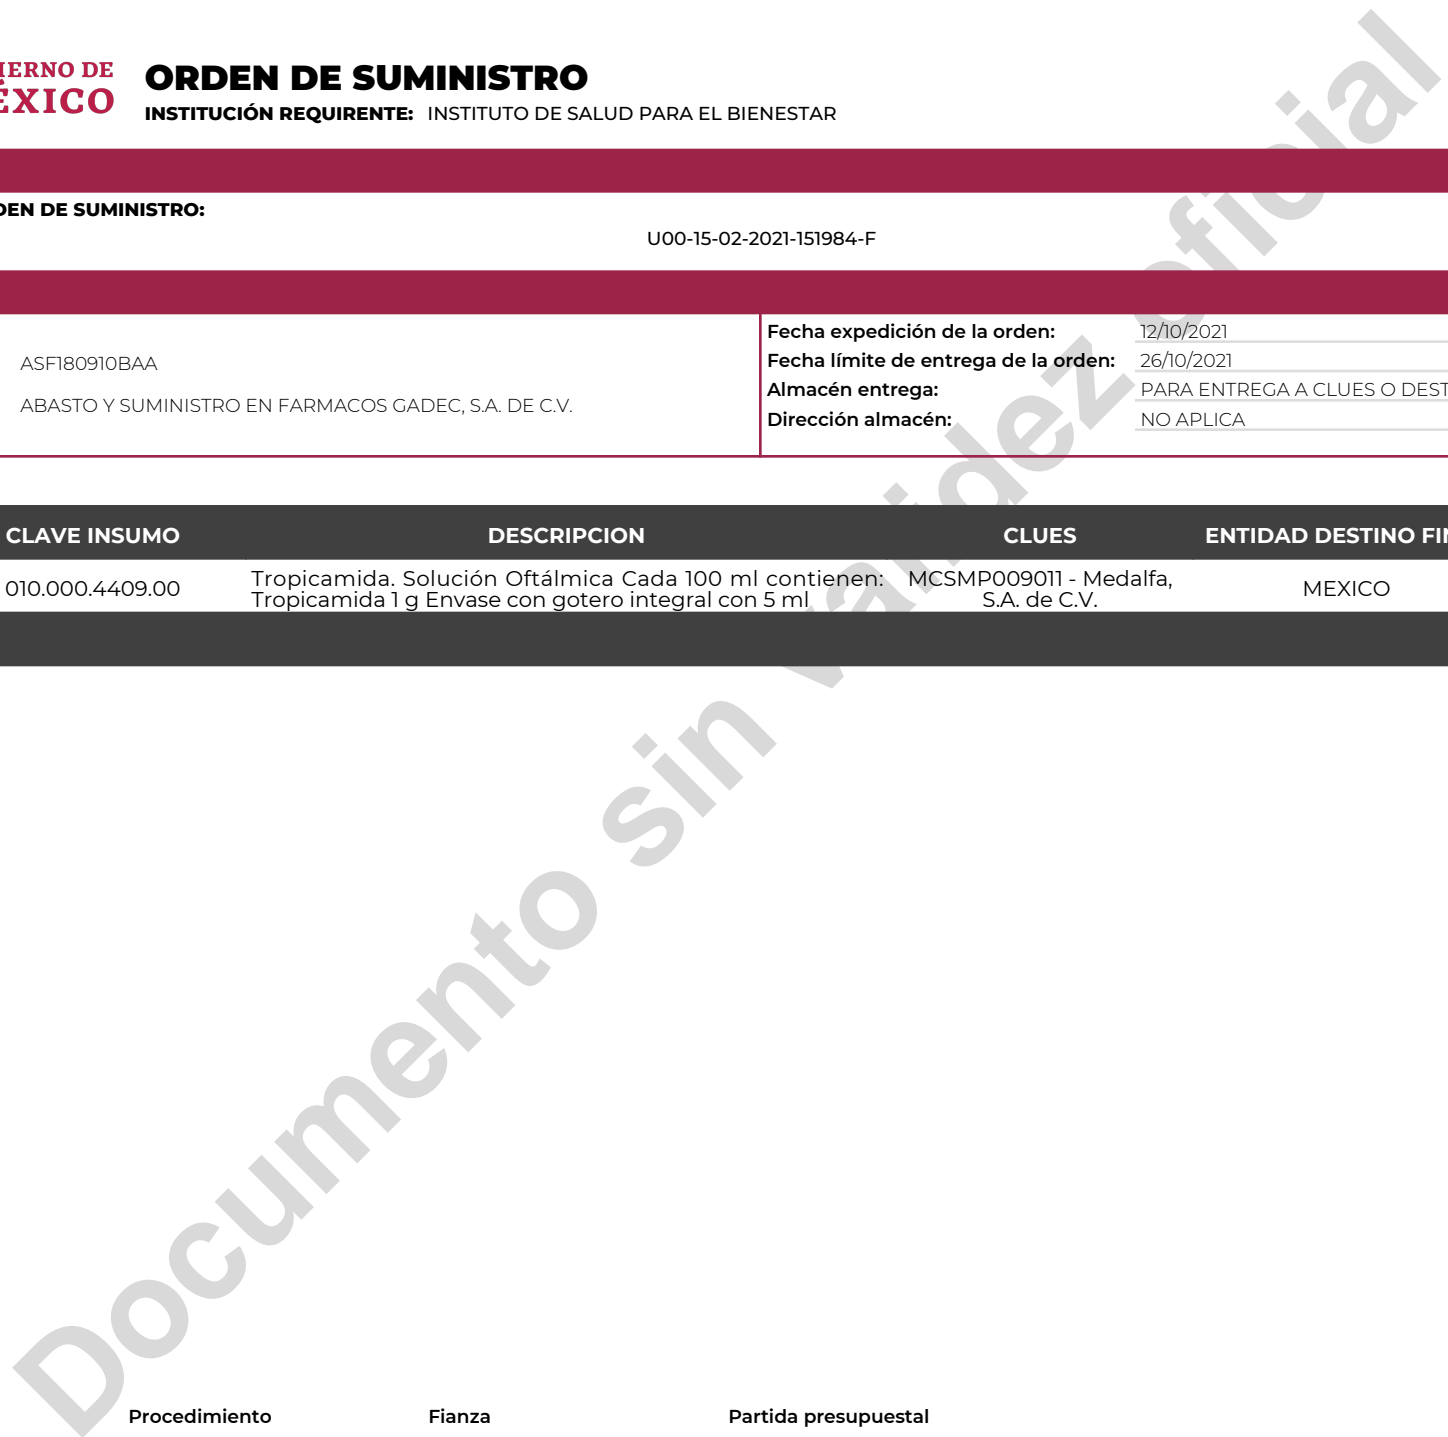 IERNO DE
ÉXICO
ORDEN DE SUMINISTRO
INSTITUCIÓN REQUIRENTE: INSTITUTO DE SALUD PARA EL BIENESTAR
DEN DE SUMINISTRO:
U00-15-02-2021-151984-F
ASF180910BAA
ABASTO Y SUMINISTRO EN FARMACOS GADEC, S.A. DE C.V.
Fecha expedición de la orden: 12/10/2021
Fecha límite de entrega de la orden: 26/10/2021
Almacén entrega: PARA ENTREGA A CLUES O DEST
Dirección almacén: NO APLICA
CLAVE INSUMO DESCRIPCION CLUES ENTIDAD DESTINO FIN
010.000.4409.00 Tropicamida. Solución Oftálmica Cada 100 ml contienen: MCSMP009011 - Medalfa, MEXICO
Tropicamida 1 g Envase con gotero integral con 5 ml S.A. de C.V.
Documento sin validez oficial
Procedimiento Fianza Partida presupuestal